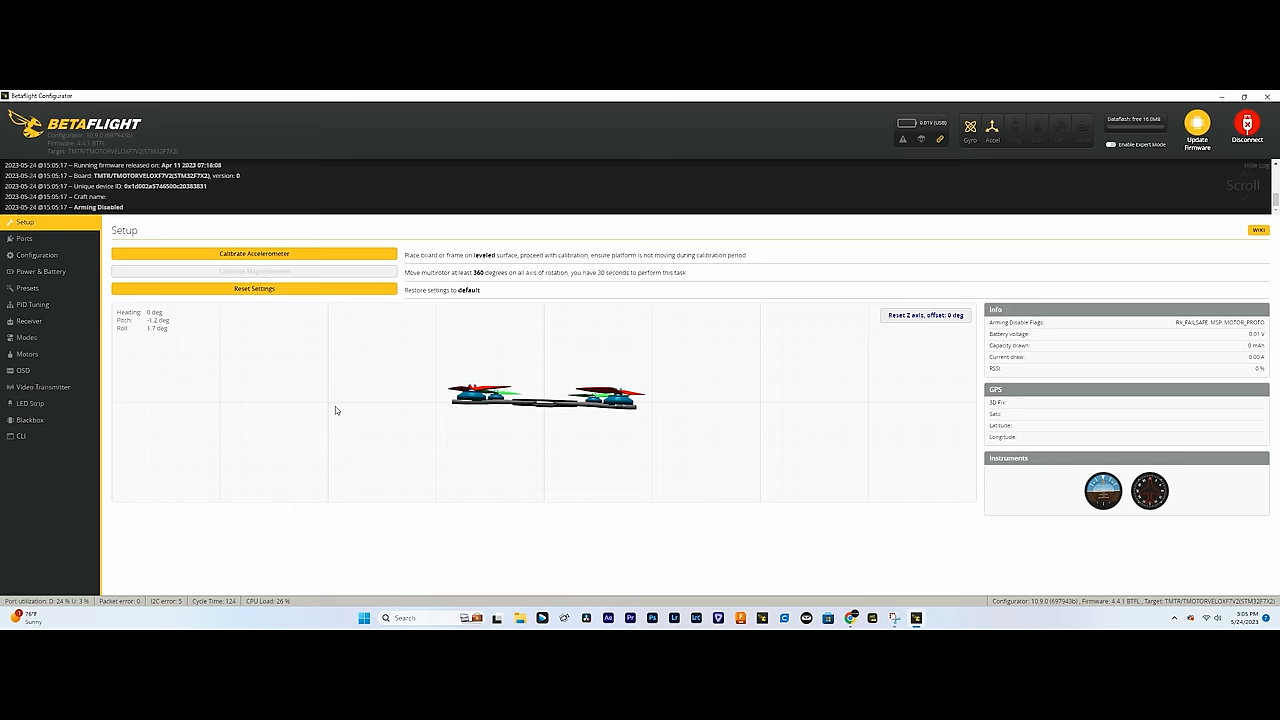 Betaflight Configurator
BETAFLIGHT
Configurator: 10.9.0 (697943b)
Firmware: 4.4.1 BTFL
Target: TMTR/TMOTORVELOXF7V2(STM32F7X2)
0.01V (USB)
Gyro
Accel
Dataflash: free 16.0MB
Enable Expert Mode
Update Firmware
Disconnect
2023-05-24 @15:05:17 -- Running firmware released on: Apr 11 2023 07:16:08
2023-05-24 @15:05:17 -- Board: TMTR/TMOTORVELOXF7V2(STM32F7X2), version: 0
2023-05-24 @15:05:17 -- Unique device ID: 0x1d002a5746500c20383831
2023-05-24 @15:05:17 -- Craft name:
2023-05-24 @15:05:17 -- Arming Disabled
Hide Log
Scroll
Setup
Ports
Configuration
Power & Battery
Presets
PID Tuning
Receiver
Modes
Motors
OSD
Video Transmitter
LED Strip
Blackbox
CLI
Setup
WIKI
Calibrate Accelerometer
Place board or frame on leveled surface, proceed with calibration, ensure platform is not moving during calibration period
Calibrate Magnetometer
Move multirotor at least 360 degrees on all axis of rotation, you have 30 seconds to perform this task
Reset Settings
Restore settings to default
Heading: 0 deg
Pitch: -1.2 deg
Roll: 1.7 deg
Reset Z axis, offset: 0 deg
Info
Arming Disable Flags: RX_FAILSAFE MSP MOTOR_PROTO
Battery voltage: 0.01 V
Capacity drawn: 0 mAh
Current draw: 0.00 A
RSSI: 0 %
GPS
3D Fix:
Sats:
Latitude:
Longitude:
Instruments
Port utilization: D: 24 % U: 3 %
Packet error: 0
I2C error: 5
Cycle Time: 124
CPU Load: 26 %
Configurator: 10.9.0 (697943b) , Firmware: 4.4.1 BTFL , Target: TMTR/TMOTORVELOXF7V2(STM32F7X2)
76°F
Sunny
Search
3:05 PM
5/24/2023